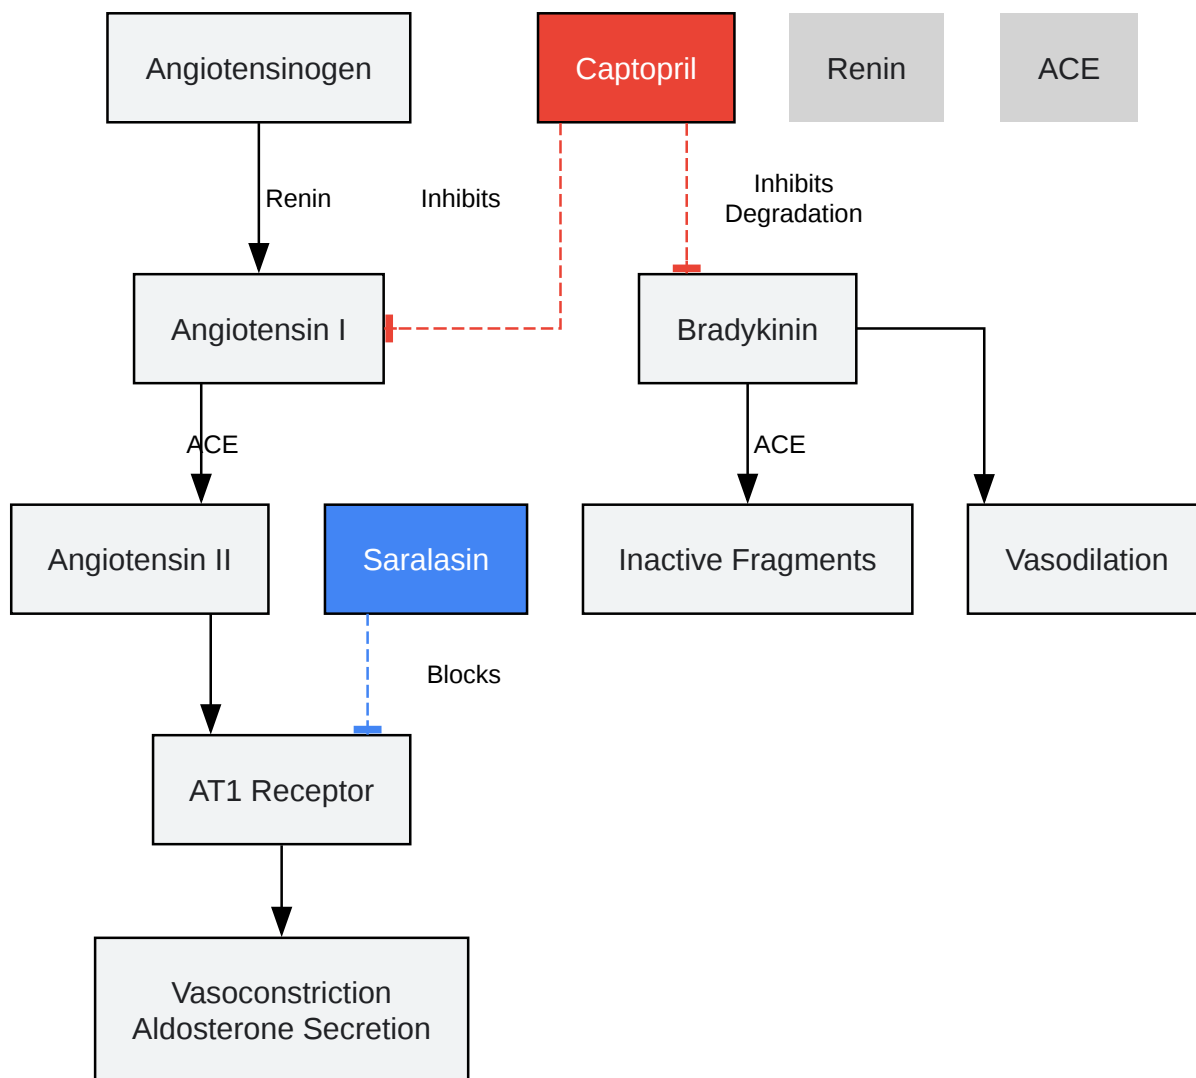 Angiotensinogen
Captopril
Renin
ACE
Renin
Inhibits
Inhibits
Degradation
Angiotensin I
Bradykinin
ACE
ACE
Angiotensin II
Saralasin
Inactive Fragments
Vasodilation
Blocks
AT1 Receptor
Vasoconstriction
Aldosterone Secretion